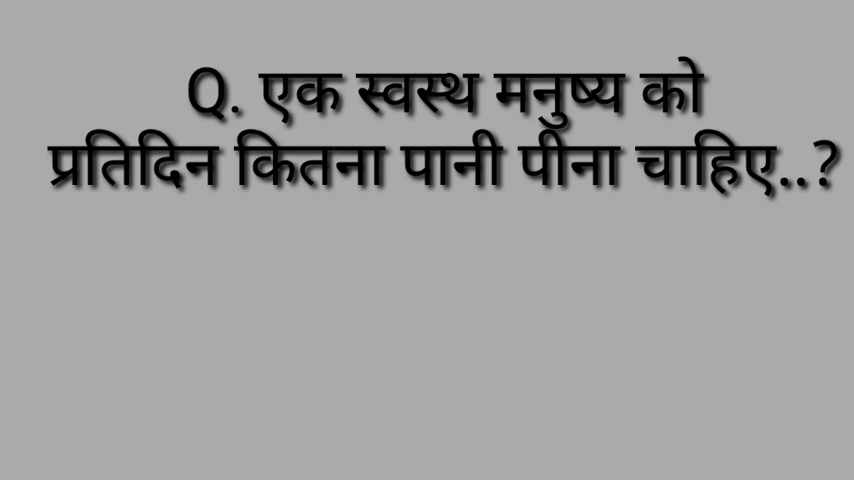 Q. एक स्वस्थ मनुष्य को
प्रतिदिन कितना पानी पीना चाहिए..?